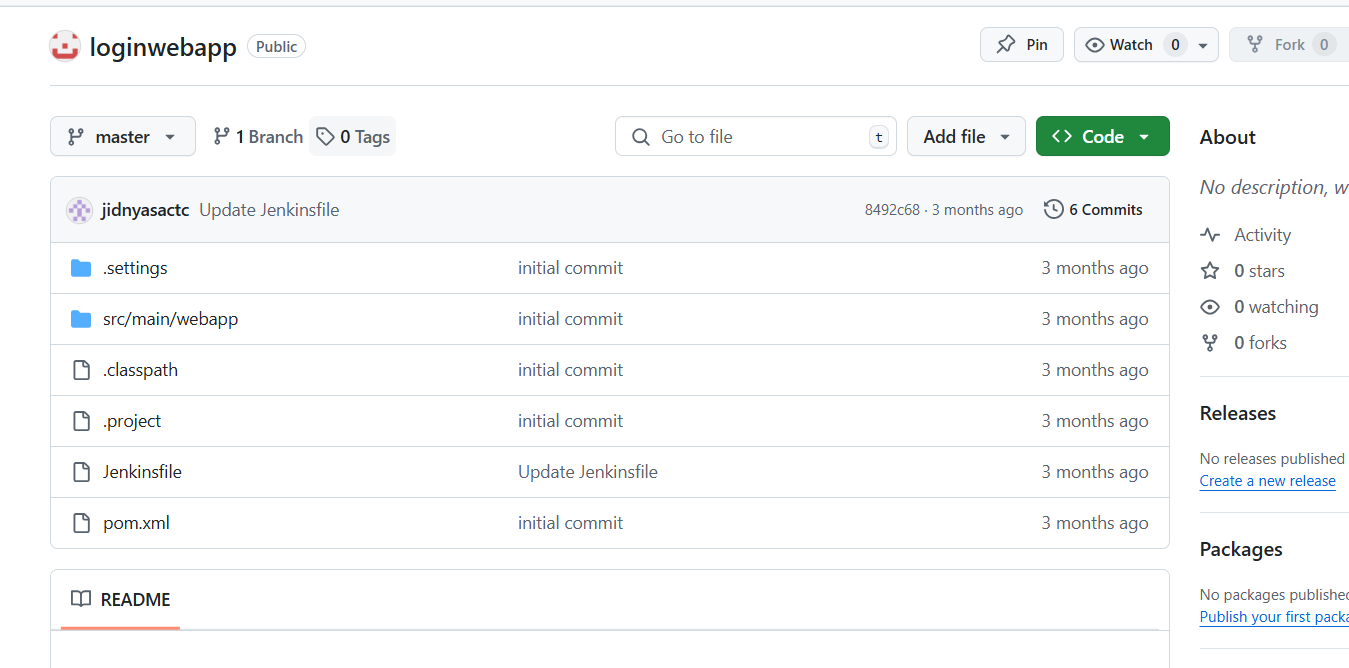 loginwebapp Public
Pin
Watch 0
Fork 0
master
1 Branch
0 Tags
Go to file t
Add file
Code
jidnyasactc Update Jenkinsfile 8492c68 · 3 months ago 6 Commits
.settings initial commit 3 months ago
src/main/webapp initial commit 3 months ago
.classpath initial commit 3 months ago
.project initial commit 3 months ago
Jenkinsfile Update Jenkinsfile 3 months ago
pom.xml initial commit 3 months ago
README
About
No description, w
Activity
0 stars
0 watching
0 forks
Releases
No releases published
Create a new release
Packages
No packages published
Publish your first packa